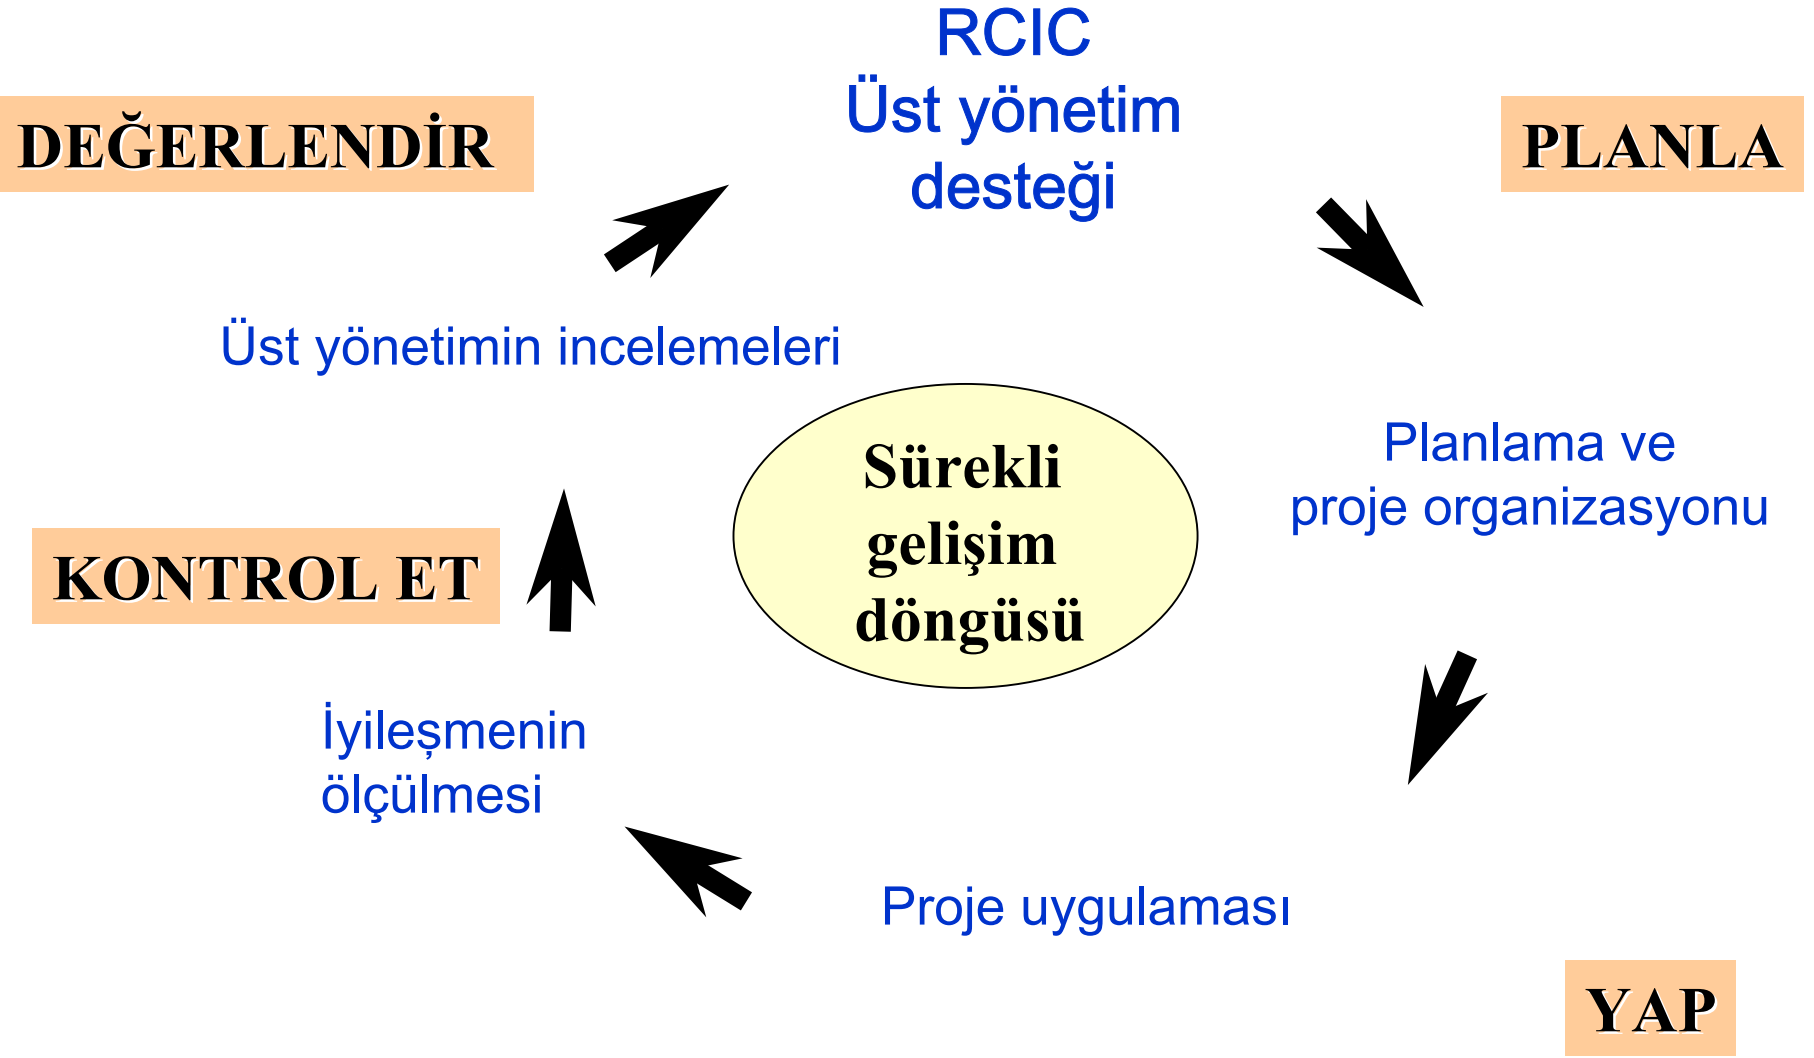 RCIC
Üst yönetim
desteği
DEĞERLENDİR
PLANLA
Üst yönetimin incelemeleri
Planlama ve
proje organizasyonu
Sürekli
gelişim
döngüsü
KONTROL ET
İyileşmenin
ölçülmesi
Proje uygulaması
YAP